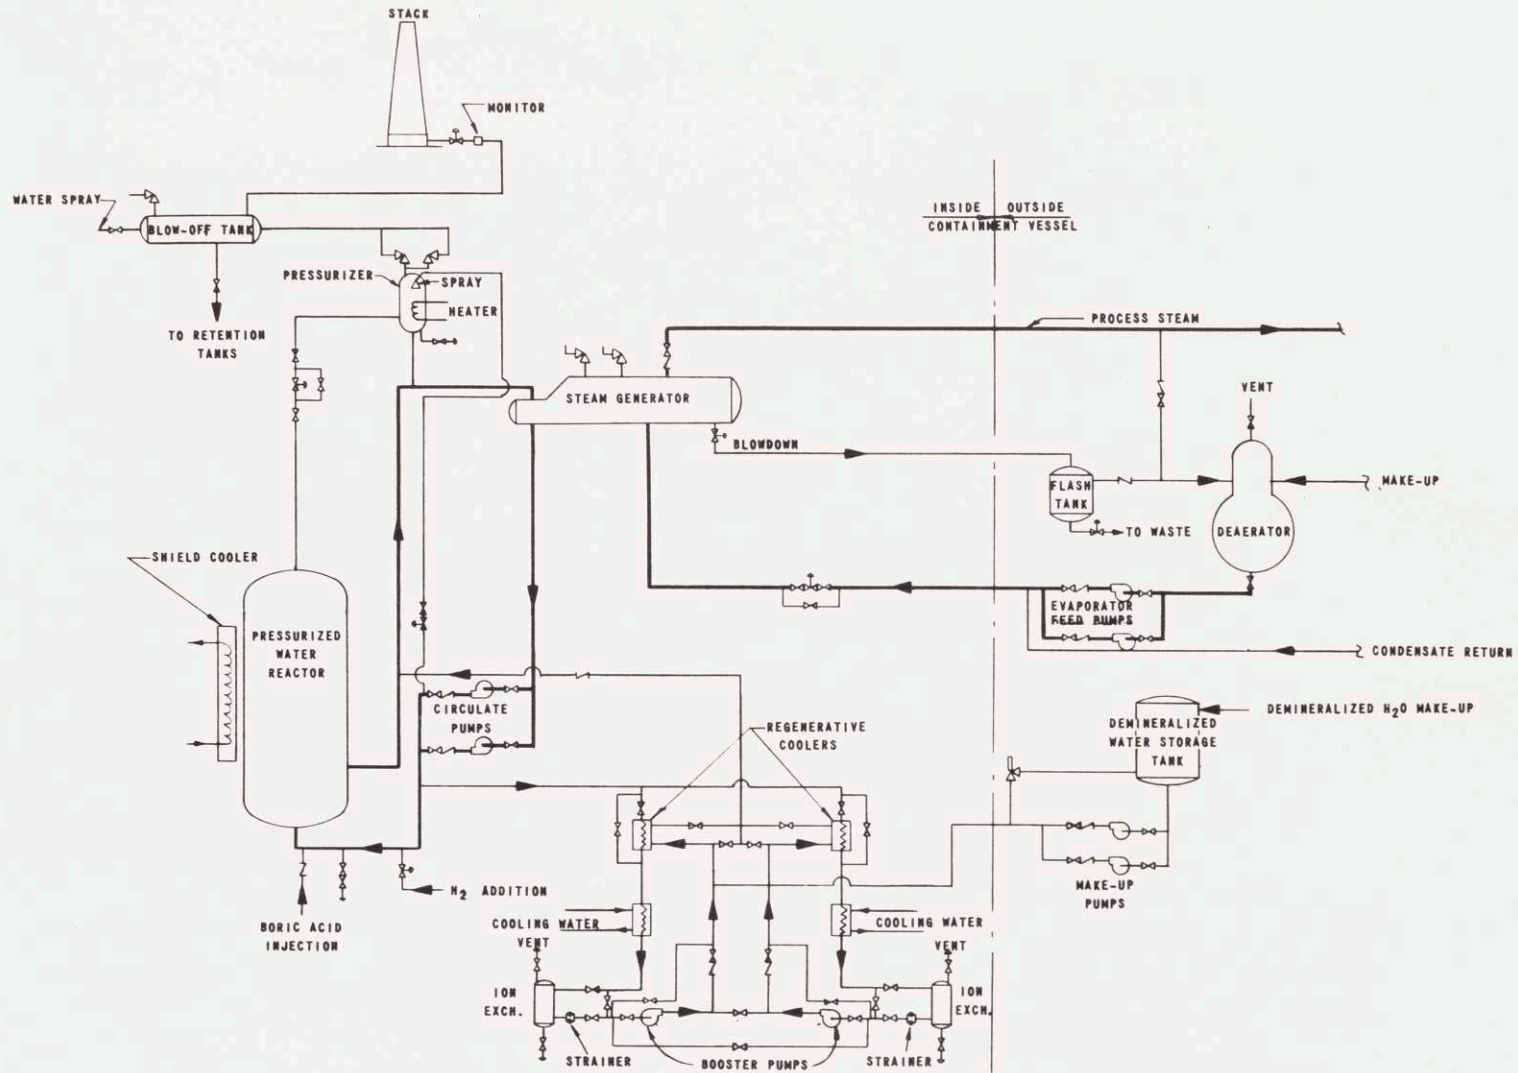 STACK
MONITOR
WATER SPRAY
BLOW-OFF TANK
INSIDE OUTSIDE
CONTAINMENT VESSEL
PRESSURIZER
SPRAY
HEATER
TO RETENTION
TANKS
PROCESS STEAM
STEAM GENERATOR
VENT
BLOWDOWN
FLASH
TANK
MAKE-UP
DEAERATOR
TO WASTE
SHIELD COOLER
PRESSURIZED
WATER
REACTOR
EVAPORATOR
FEED PUMPS
CONDENSATE RETURN
CIRCULATE
PUMPS
REGENERATIVE
COOLERS
DEMINERALIZED H2O MAKE-UP
DEMINERALIZED
WATER STORAGE
TANK
H2 ADDITION
MAKE-UP
PUMPS
BORIC ACID
INJECTION
COOLING WATER
COOLING WATER
VENT
VENT
ION
EXCH.
ION
EXCH.
STRAINER
BOOSTER PUMPS
STRAINER